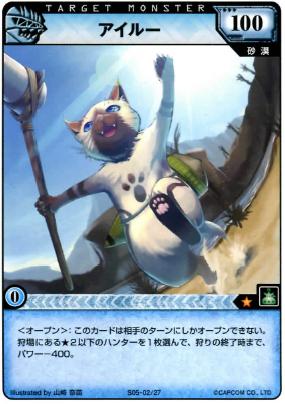 TARGET MONSTER
アイルー
100
砂漠
0
<オープン>:このカードは相手のターンにしかオープンできない。
狩場にある★2以下のハンターを1枚選んで、狩りの終了時まで、
パワー−400。
Illustrated by 山崎 奈苗
S05-02/27
©CAPCOM CO., LTD